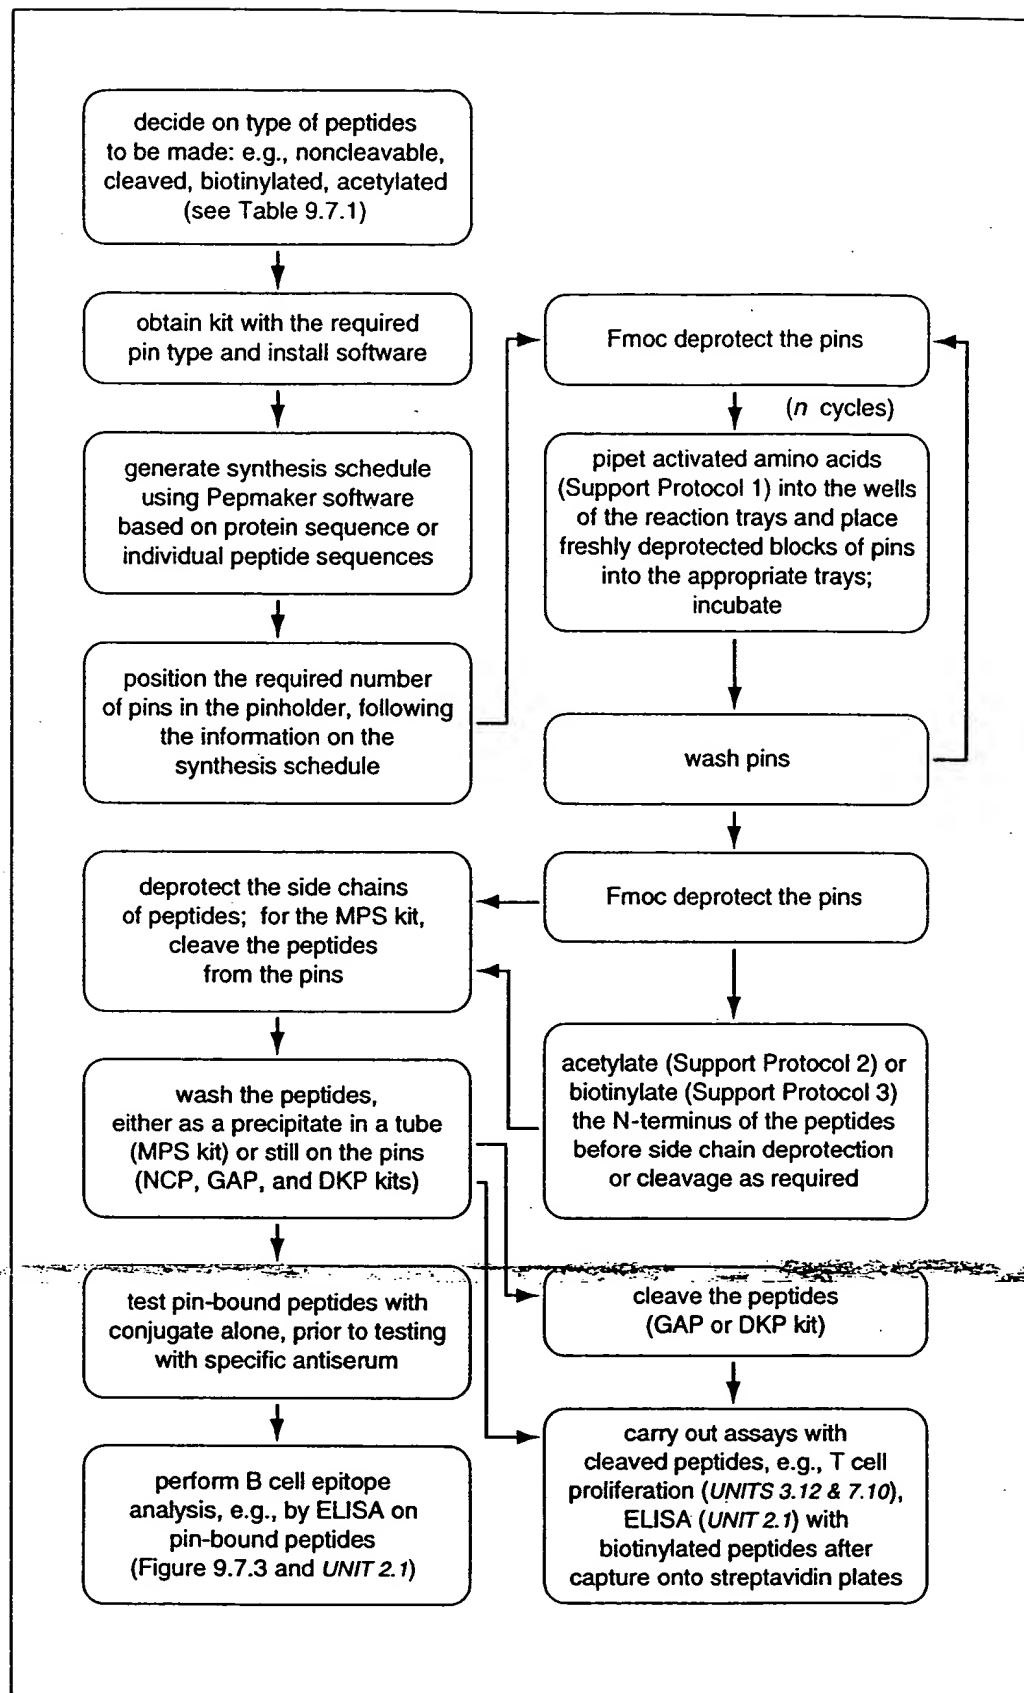 decide on type of peptides
to be made: e.g., noncleavable,
cleaved, biotinylated, acetylated
(see Table 9.7.1)
obtain kit with the required
pin type and install software
generate synthesis schedule
using Pepmaker software
based on protein sequence or
individual peptide sequences
position the required number
of pins in the pinholder, following
the information on the
synthesis schedule
Fmoc deprotect the pins
(n cycles)
pipet activated amino acids
(Support Protocol 1) into the wells
of the reaction trays and place
freshly deprotected blocks of pins
into the appropriate trays;
incubate
wash pins
Fmoc deprotect the pins
acetylate (Support Protocol 2) or
biotinylate (Support Protocol 3)
the N-terminus of the peptides
before side chain deprotection
or cleavage as required
deprotect the side chains
of peptides; for the MPS kit,
cleave the peptides
from the pins
wash the peptides,
either as a precipitate in a tube
(MPS kit) or still on the pins
(NCP, GAP, and DKP kits)
test pin-bound peptides with
conjugate alone, prior to testing
with specific antiserum
perform B cell epitope
analysis, e.g., by ELISA on
pin-bound peptides
(Figure 9.7.3 and UNIT 2.1)
cleave the peptides
(GAP or DKP kit)
carry out assays with
cleaved peptides, e.g., T cell
proliferation (UNITS 3.12 & 7.10),
ELISA (UNIT 2.1) with
biotinylated peptides after
capture onto streptavidin plates